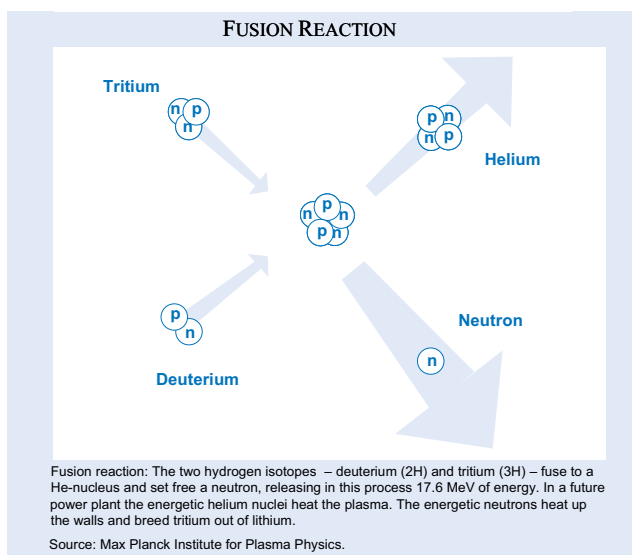 FUSION REACTION
Tritium
n p
n
p n
n p
Helium
p
n n
p n
p
n
Deuterium
Neutron
n
Fusion reaction: The two hydrogen isotopes – deuterium (2H) and tritium (3H) – fuse to a
He-nucleus and set free a neutron, releasing in this process 17.6 MeV of energy. In a future
power plant the energetic helium nuclei heat the plasma. The energetic neutrons heat up
the walls and breed tritium out of lithium.
Source: Max Planck Institute for Plasma Physics.